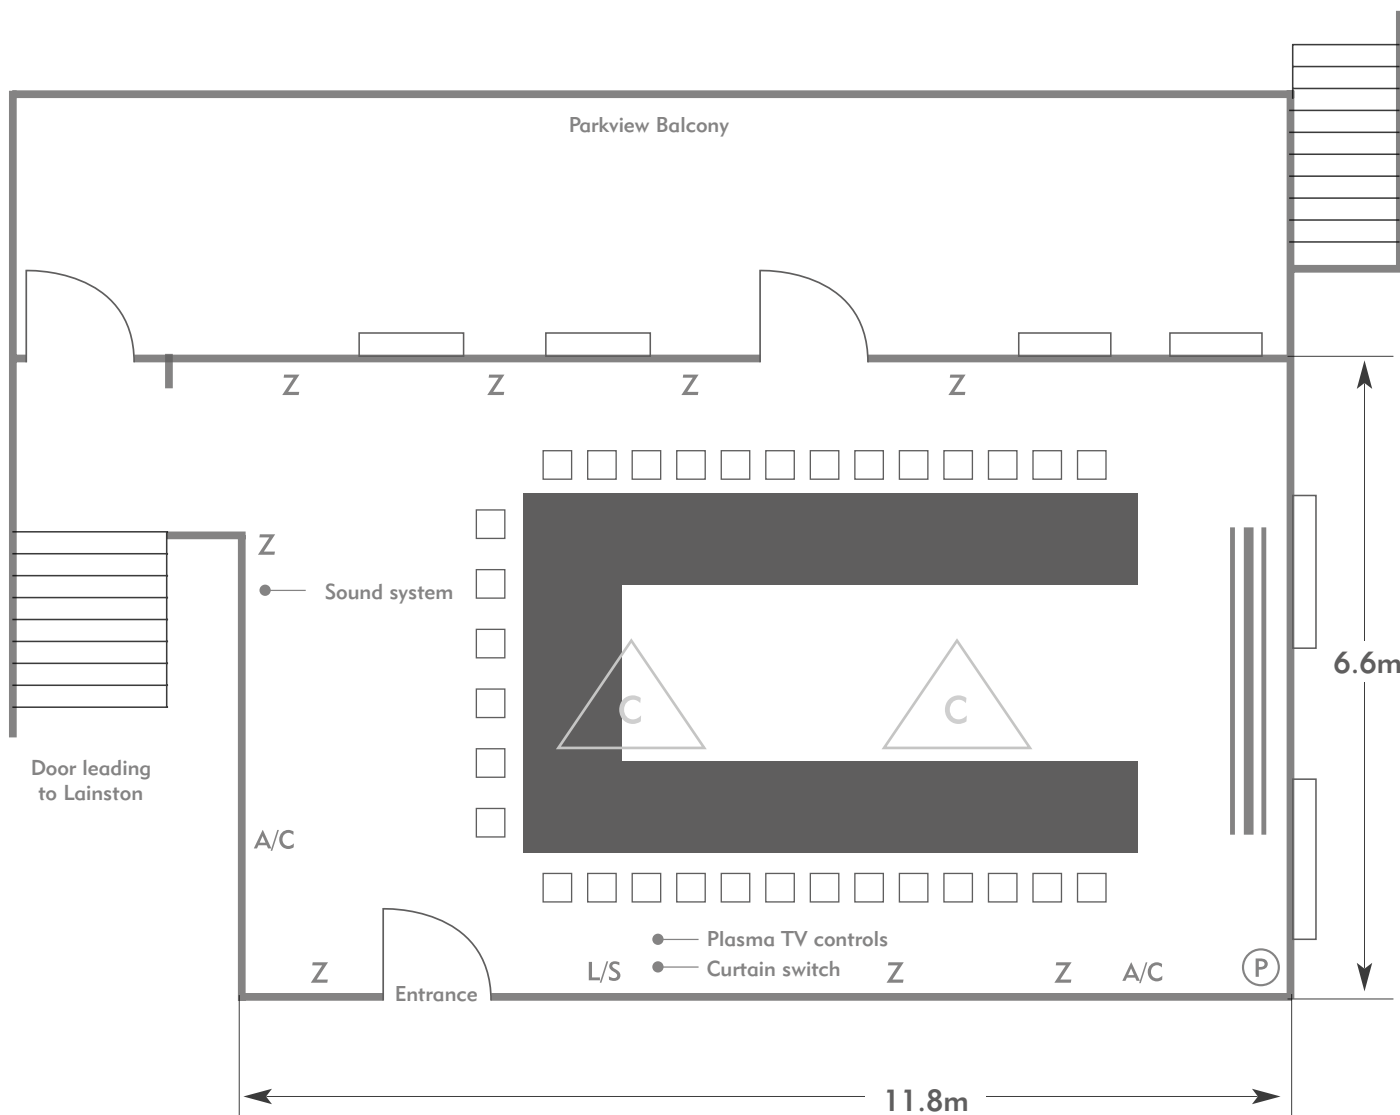 Parkview Balcony
Z
Z
Z
Z
Z
Sound system
C
C
6.6m
Door leading
to Lainston
A/C
Plasma TV controls
Z
L/S
Curtain switch
Z
Z
A/C
P
Entrance
11.8m